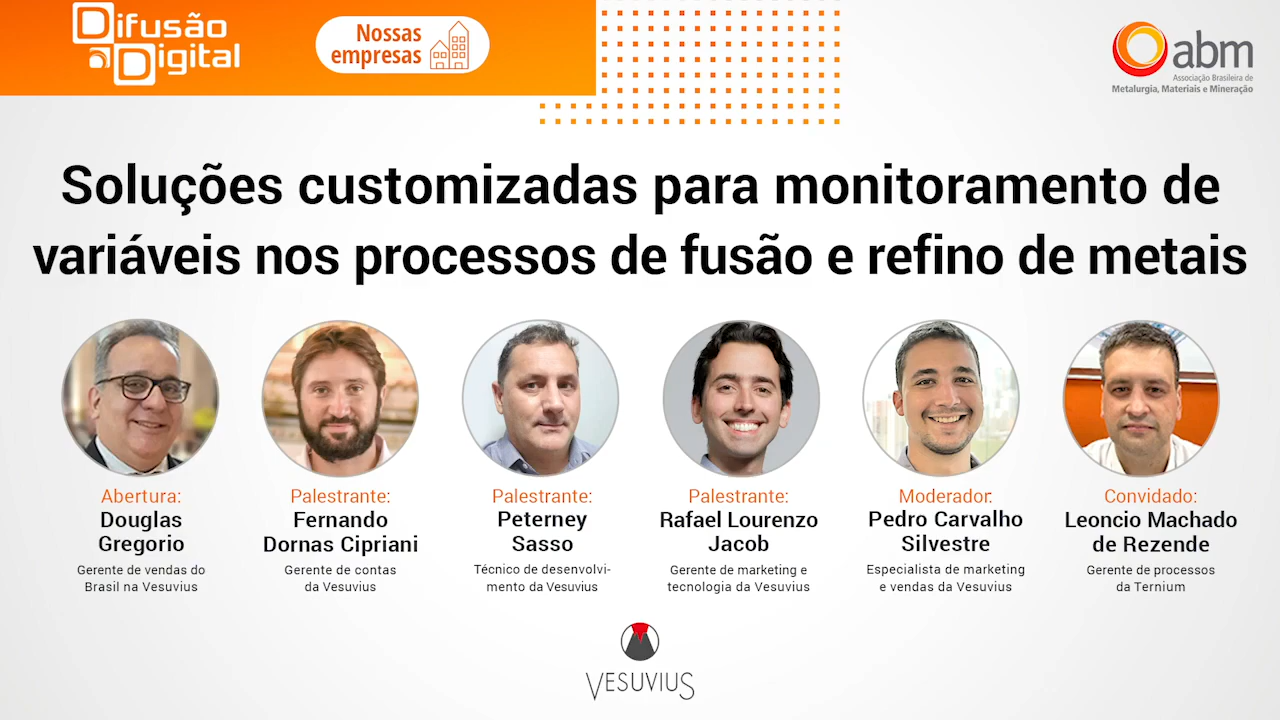 Difusão
Digital
Nossas
empresas
abm
Associação Brasileira de
Metalurgia, Materiais e Mineração
Soluções customizadas para monitoramento de
variáveis nos processos de fusão e refino de metais
Abertura:
Douglas
Gregorio
Gerente de vendas do
Brasil na Vesuvius
Palestrante:
Fernando
Dornas Cipriani
Gerente de contas
da Vesuvius
Palestrante:
Peterney
Sasso
Técnico de desenvolvi-
mento da Vesuvius
Palestrante:
Rafael Lourenzo
Jacob
Gerente de marketing e
tecnologia da Vesuvius
Moderador:
Pedro Carvalho
Silvestre
Especialista de marketing
e vendas da Vesuvius
Convidado:
Leoncio Machado
de Rezende
Gerente de processos
da Ternium
VESUVIUS